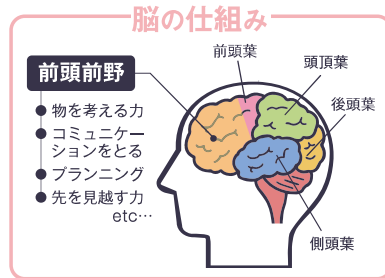 脳の仕組み
前頭前野
● 物を考える力
● コミュニケー
ションをとる
● プランニング
● 先を見越す力
etc…
前頭葉
頭頂葉
後頭葉
側頭葉